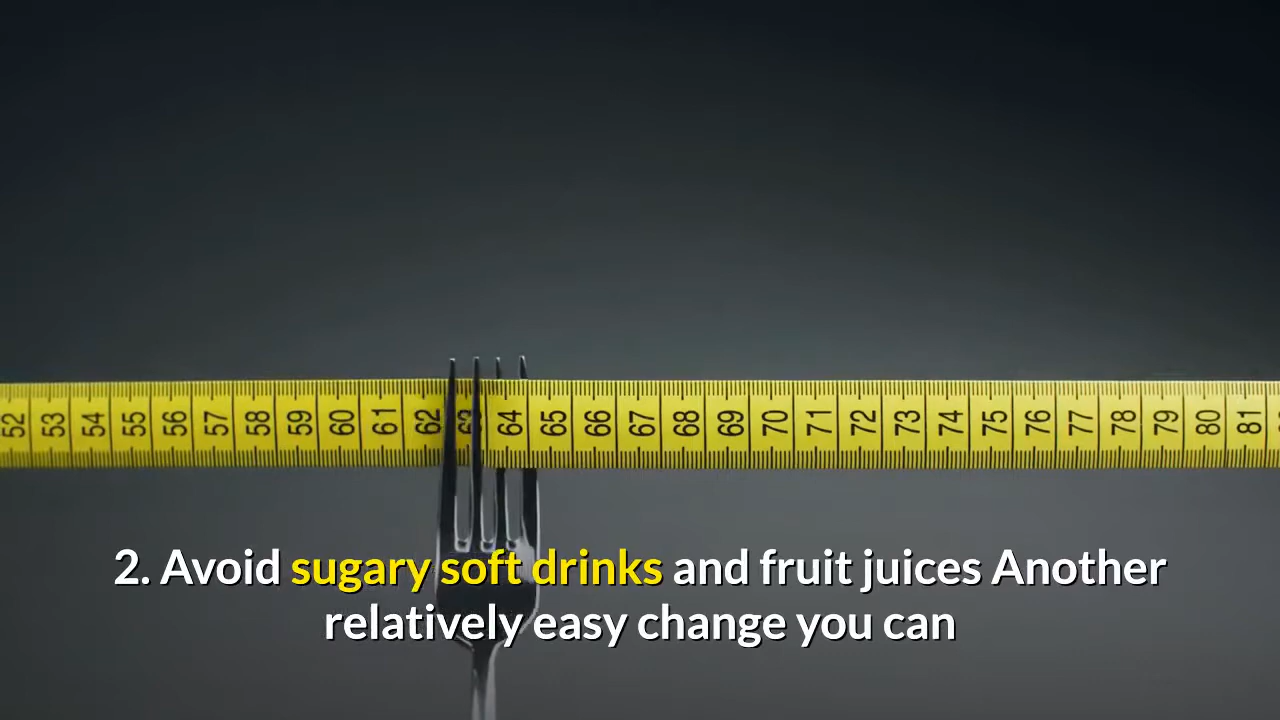 52 53 54 55 56 57 58 59 60 61 62 63 64 65 66 67 68 69 70 71 72 73 74 75 76 77 78 79 80 81
2. Avoid sugary soft drinks and fruit juices Another
relatively easy change you can